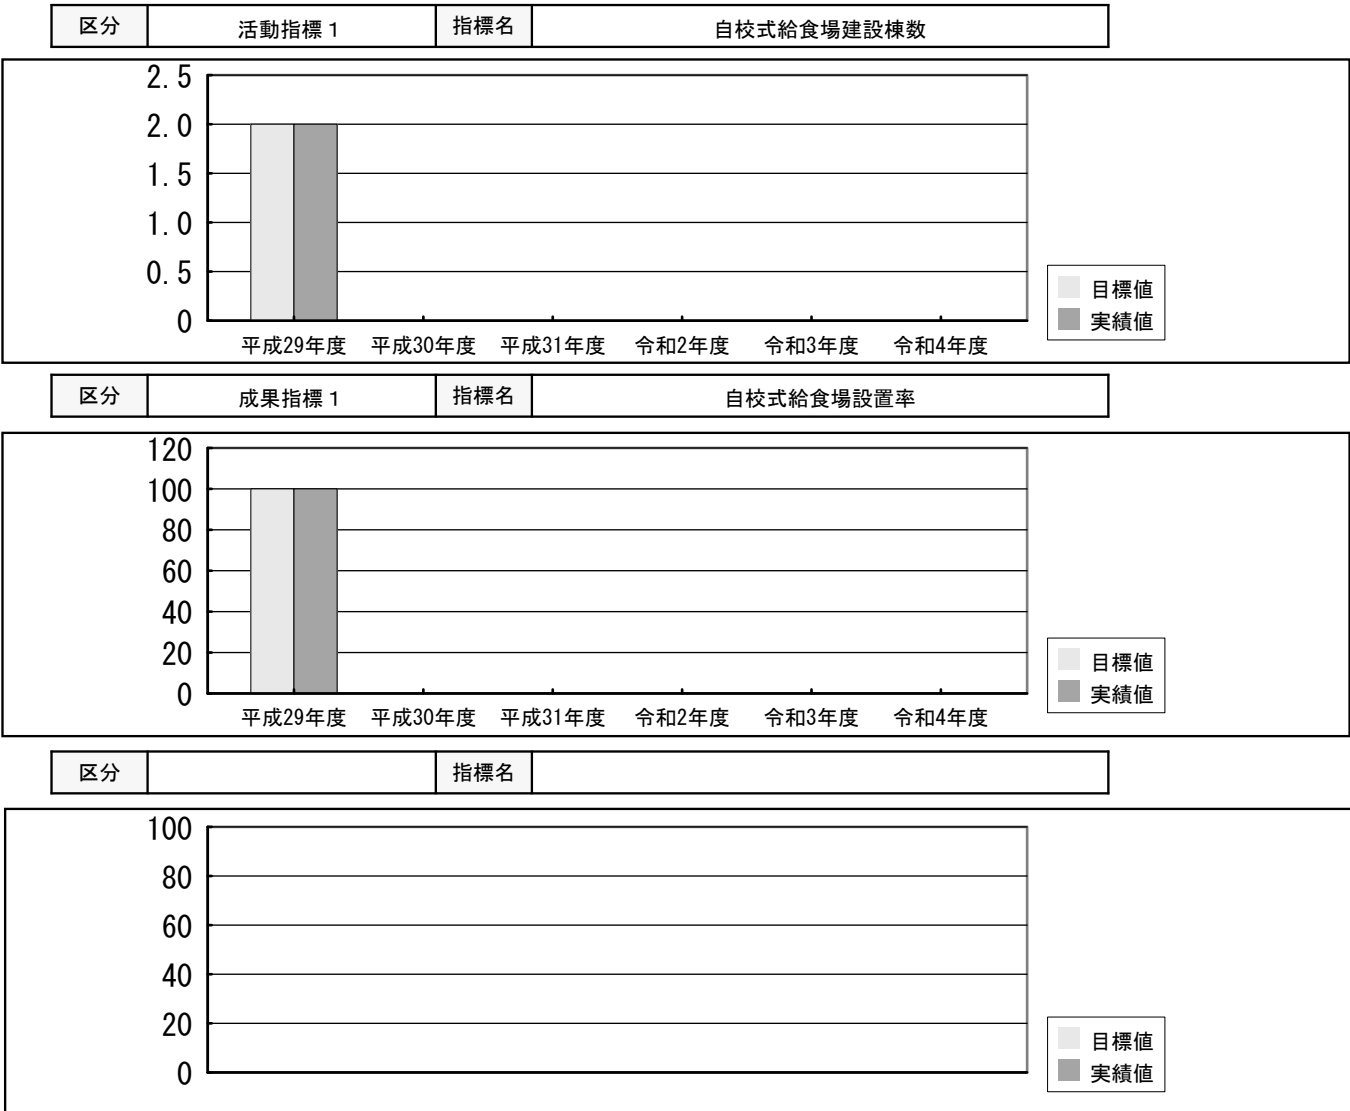 区分 活動指標１ 指標名 自校式給食場建設棟数
2.5
2.0
1.5
1.0
0.5
0
平成29年度 平成30年度 平成31年度 令和2年度 令和3年度 令和4年度
目標値
実績値
区分 成果指標１ 指標名 自校式給食場設置率
120
100
80
60
40
20
0
平成29年度 平成30年度 平成31年度 令和2年度 令和3年度 令和4年度
目標値
実績値
区分 指標名
100
80
60
40
20
0
目標値
実績値